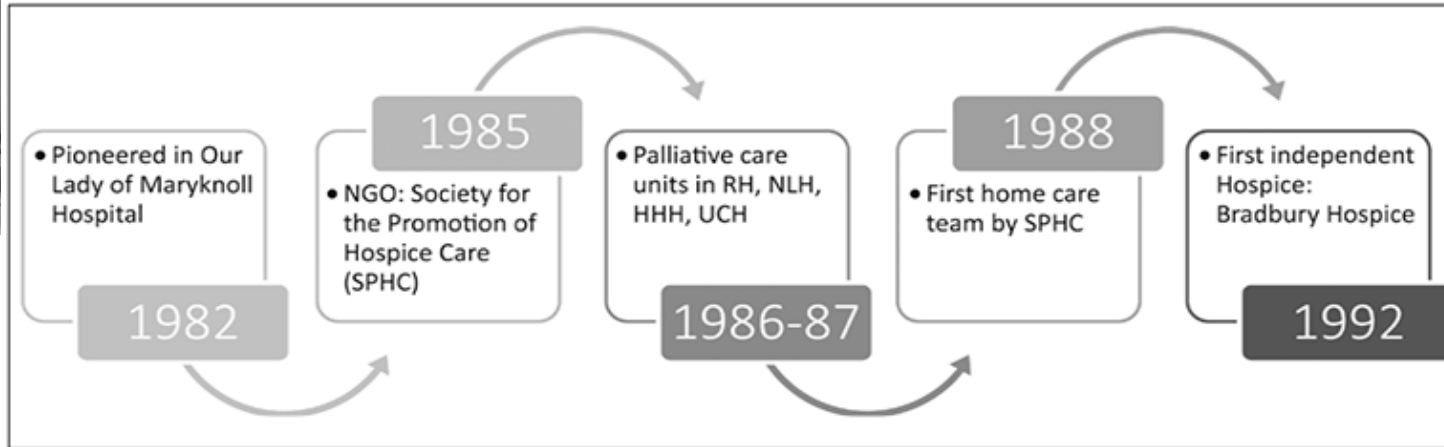 • Pioneered in Our
Lady of Maryknoll
Hospital
1982
1985
• NGO: Society for
the Promotion of
Hospice Care
(SPHC)
• Palliative care
units in RH, NLH,
HHH, UCH
1986-87
1988
• First home care
team by SPHC
• First independent
Hospice:
Bradbury Hospice
1992